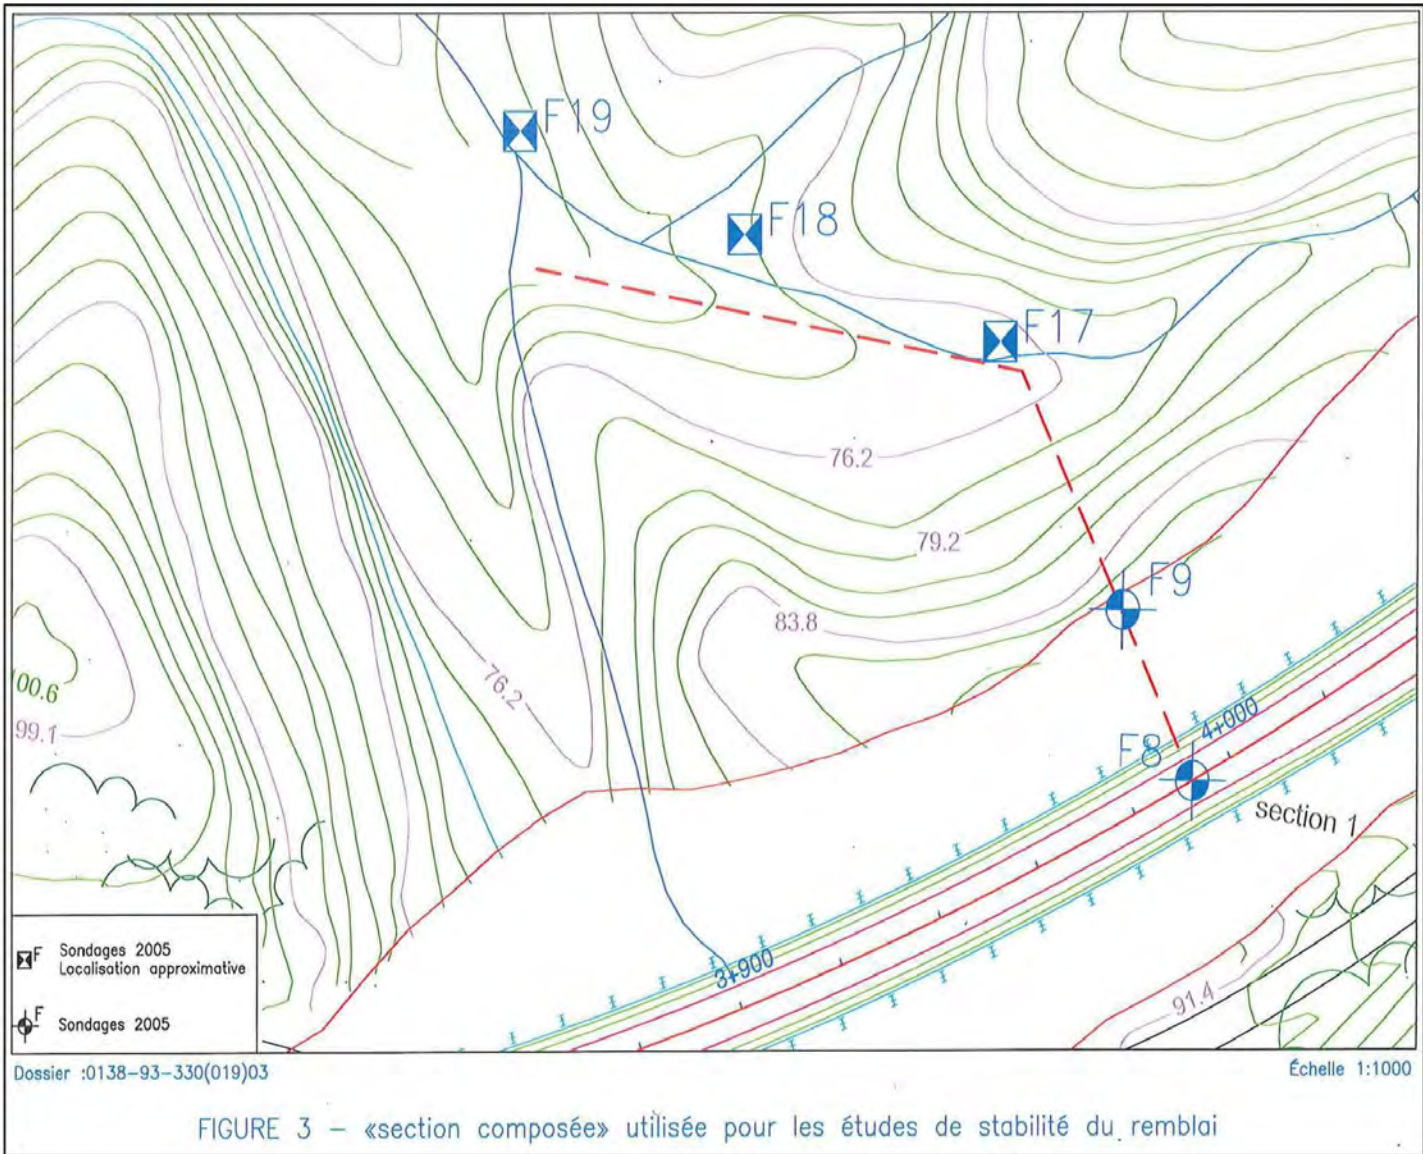 F19
F18
F17
76.2
79.2
F9
83.8
76.2
00.6
99.1
4+000
F8
section 1
3+900
91.4
F Sondages 2005
Localisation approximative
F Sondages 2005
Dossier :0138-93-330(019)03
Échelle 1:1000
FIGURE 3 – «section composée» utilisée pour les études de stabilité du remblai